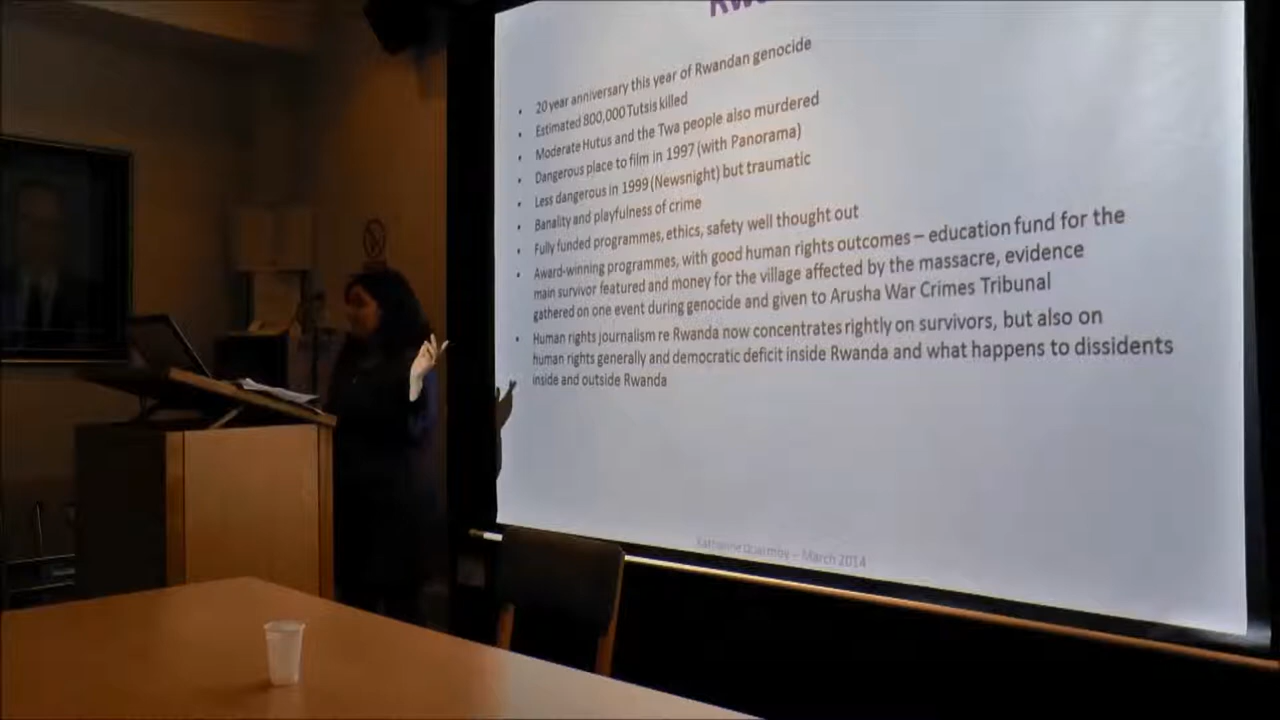 20 year anniversary this year of Rwandan genocide
Estimated 800,000 Tutsis killed
Moderate Hutus and the Twa people also murdered
Dangerous place to film in 1997 (with Panorama)
Less dangerous in 1999 (Newsnight) but traumatic
Banality and playfulness of crime
Fully funded programmes, ethics, safety well thought out
Award-winning programmes, with good human rights outcomes – education fund for the
main survivor featured and money for the village affected by the massacre, evidence
gathered on one event during genocide and given to Arusha War Crimes Tribunal
Human rights journalism re Rwanda now concentrates rightly on survivors, but also on
human rights generally and democratic deficit inside Rwanda and what happens to dissidents
inside and outside Rwanda
Katharine Quarmby – March 2014